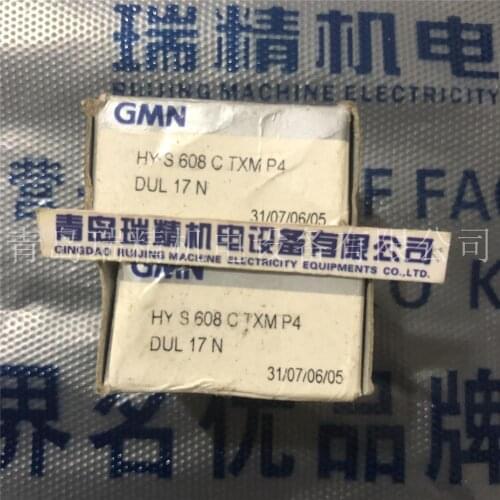 瑞精机电
RUIJING MACHINE ELECTRICITY
GMN
HY S 608 C TXM P4
DUL 17 N
31/07/06/05
青岛瑞精机电设备有限公司
QINGDAO RUIJING MACHINE ELECTRICITY EQUIPMENTS CO.,LTD.
GMN
HY S 608 C TXM P4
DUL 17 N
31/07/06/05
界名优品牌